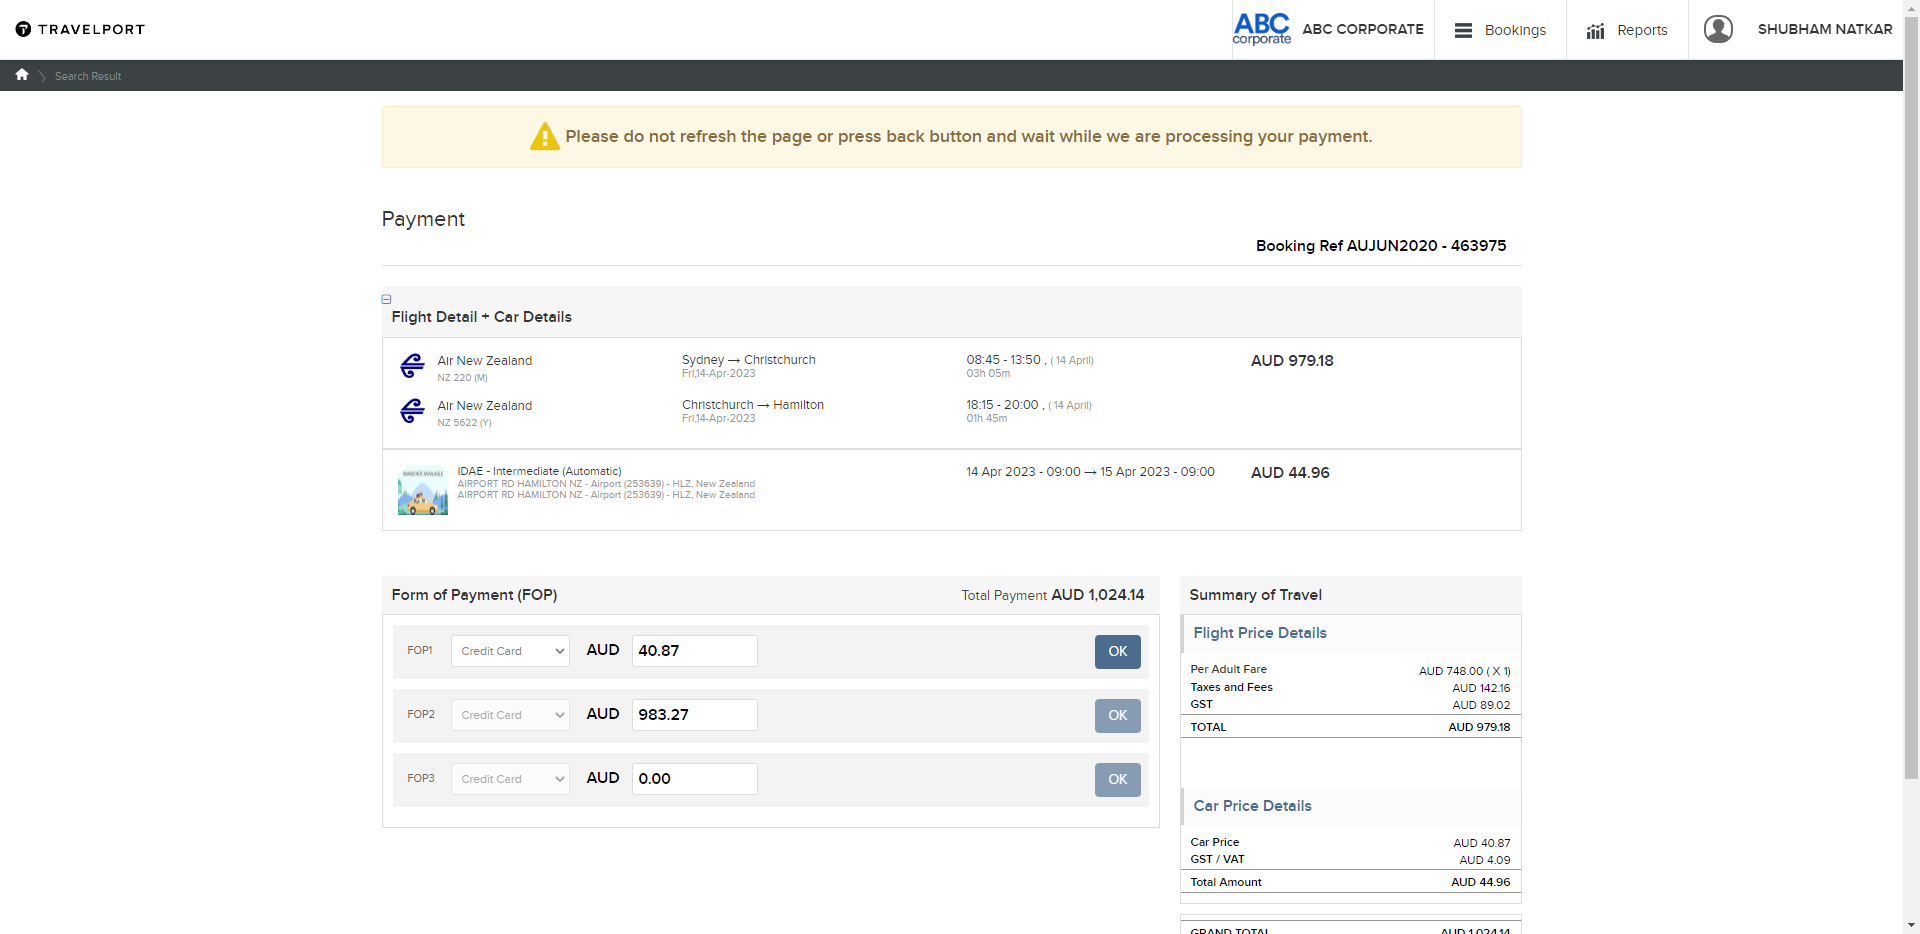 TRAVELPORT
ABC corporate
ABC CORPORATE
Bookings
Reports
SHUBHAM NATKAR
Search Result
Please do not refresh the page or press back button and wait while we are processing your payment.
Payment
Booking Ref AUJUN2020 - 463975
Flight Detail + Car Details
Air New Zealand
NZ 220 (M)
Sydney → Christchurch
Fri,14-Apr-2023
08:45 - 13:50 , ( 14 April)
03h 05m
AUD 979.18
Air New Zealand
NZ 5622 (Y)
Christchurch → Hamilton
Fri,14-Apr-2023
18:15 - 20:00 , ( 14 April)
01h 45m
IMAGE NOT AVAILABLE
IDAE - Intermediate (Automatic)
AIRPORT RD HAMILTON NZ - Airport (253639) - HLZ, New Zealand
AIRPORT RD HAMILTON NZ - Airport (253639) - HLZ, New Zealand
14 Apr 2023 - 09:00 → 15 Apr 2023 - 09:00
AUD 44.96
Form of Payment (FOP)
Total Payment AUD 1,024.14
FOP1 Credit Card AUD 40.87 OK
FOP2 Credit Card AUD 983.27 OK
FOP3 Credit Card AUD 0.00 OK
Summary of Travel
Flight Price Details
Per Adult Fare AUD 748.00 ( X 1)
Taxes and Fees AUD 142.16
GST AUD 89.02
TOTAL AUD 979.18
Car Price Details
Car Price AUD 40.87
GST / VAT AUD 4.09
Total Amount AUD 44.96
GRAND TOTAL AUD 1,024.14